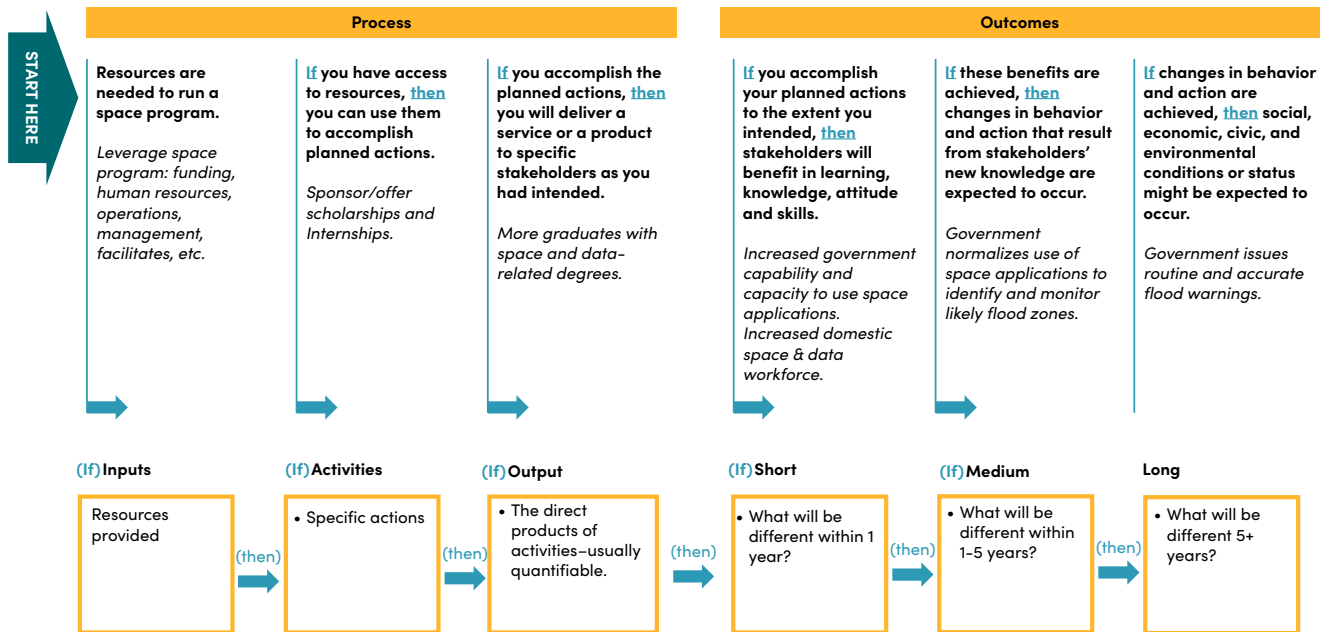 Process
Outcomes
START HERE
Resources are
needed to run a
space program.
Leverage space
program: funding,
human resources,
operations,
management,
facilitates, etc.
If you have access
to resources, then
you can use them
to accomplish
planned actions.
Sponsor/offer
scholarships and
Internships.
If you accomplish the
planned actions, then
you will deliver a
service or a product
to specific
stakeholders as you
had intended.
More graduates with
space and data-
related degrees.
If you accomplish
your planned actions
to the extent you
intended, then
stakeholders will
benefit in learning,
knowledge, attitude
and skills.
Increased government
capability and
capacity to use space
applications.
Increased domestic
space & data
workforce.
If these benefits are
achieved, then
changes in behavior
and action that result
from stakeholders’
new knowledge are
expected to occur.
Government
normalizes use of
space applications to
identify and monitor
likely flood zones.
If changes in behavior
and action are
achieved, then social,
economic, civic, and
environmental
conditions or status
might be expected to
occur.
Government issues
routine and accurate
flood warnings.
(If) Inputs
Resources
provided
(then)
(If) Activities
• Specific actions
(then)
(If) Output
• The direct
products of
activities–usually
quantifiable.
(then)
(If) Short
• What will be
different within 1
year?
(then)
(If) Medium
• What will be
different within
1-5 years?
(then)
Long
• What will be
different 5+
years?